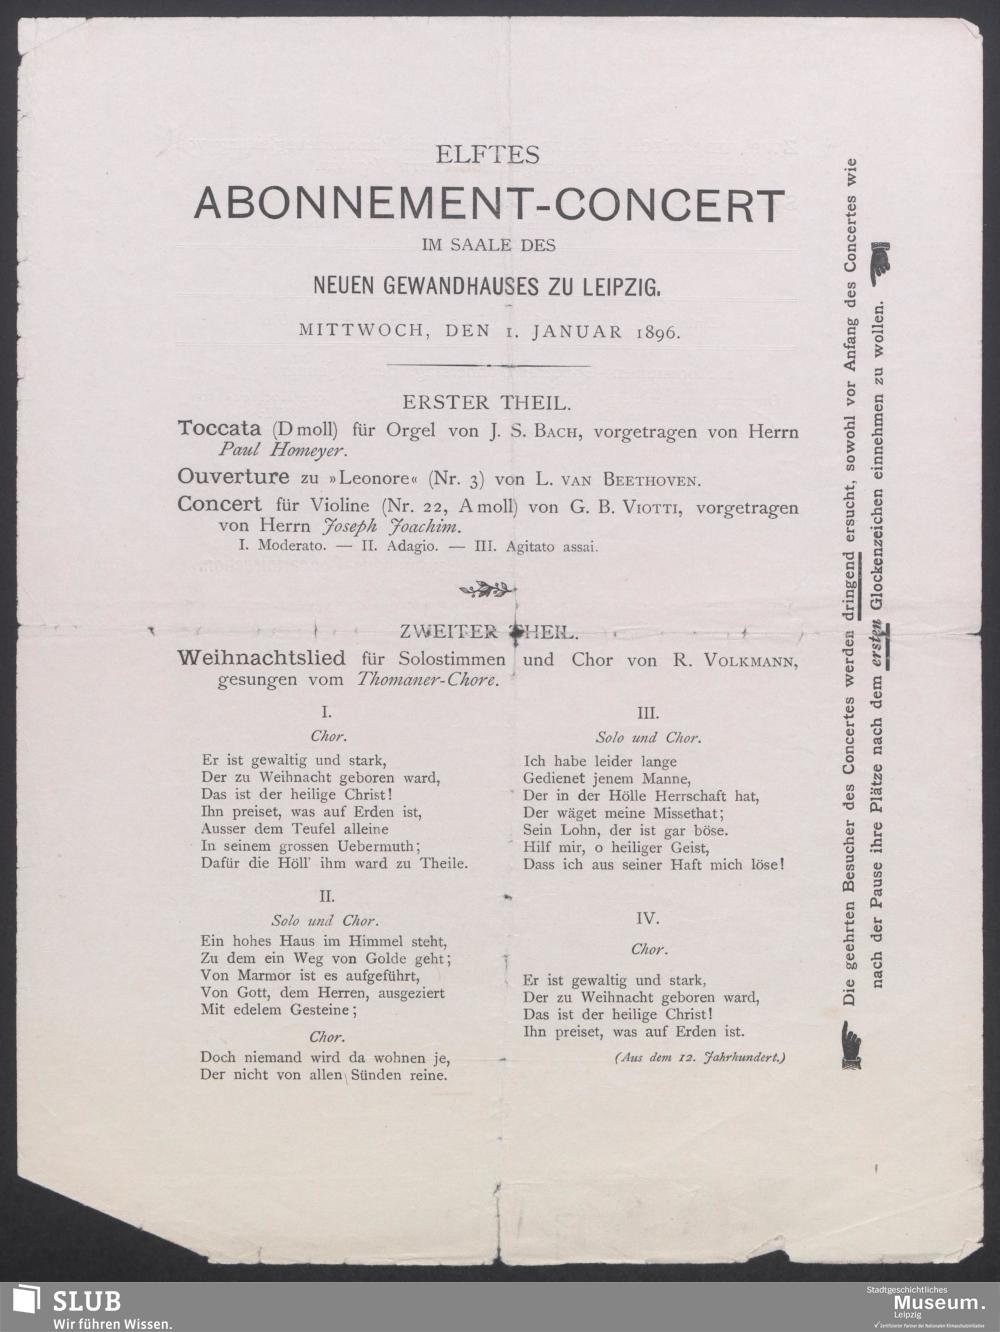 ELFTES
ABONNEMENT-CONCERT
IM SAALE DES
NEUEN GEWANDHAUSES ZU LEIPZIG.
MITTWOCH, DEN 1. JANUAR 1896.
ERSTER THEIL.
Toccata (D moll) für Orgel von J. S. BACH, vorgetragen von Herrn
Paul Homeyer.
Ouverture zu »Leonore« (Nr. 3) von L. VAN BEETHOVEN.
Concert für Violine (Nr. 22, A moll) von G. B. VIOTTI, vorgetragen
von Herrn Joseph Joachim.
I. Moderato. — II. Adagio. — III. Agitato assai.
ZWEITER THEIL.
Weihnachtslied für Solostimmen und Chor von R. VOLKMANN,
gesungen vom Thomaner-Chore.
I.
Chor.
Er ist gewaltig und stark,
Der zu Weihnacht geboren ward,
Das ist der heilige Christ!
Ihn preiset, was auf Erden ist,
Ausser dem Teufel alleine
In seinem grossen Uebermuth;
Dafür die Höll' ihm ward zu Theile.
II.
Solo und Chor.
Ein hohes Haus im Himmel steht,
Zu dem ein Weg von Golde geht;
Von Marmor ist es aufgeführt,
Von Gott, dem Herren, ausgeziert
Mit edelem Gesteine;
Chor.
Doch niemand wird da wohnen je,
Der nicht von allen Sünden reine.
III.
Solo und Chor.
Ich habe leider lange
Gedienet jenem Manne,
Der in der Hölle Herrschaft hat,
Der wäget meine Missethat;
Sein Lohn, der ist gar böse.
Hilf mir, o heiliger Geist,
Dass ich aus seiner Haft mich löse!
IV.
Chor.
Er ist gewaltig und stark,
Der zu Weihnacht geboren ward,
Das ist der heilige Christ!
Ihn preiset, was auf Erden ist.
(Aus dem 12. Jahrhundert.)
Die geehrten Besucher des Concertes werden dringend ersucht, sowohl vor Anfang des Concertes wie
nach der Pause ihre Plätze nach dem ersten Glockenzeichen einnehmen zu wollen.
SLUB
Wir führen Wissen.
Stadtgeschichtliches
Museum.
Leipzig
Zertifizierter Partner der Nationalen Klimaschutzinitiative